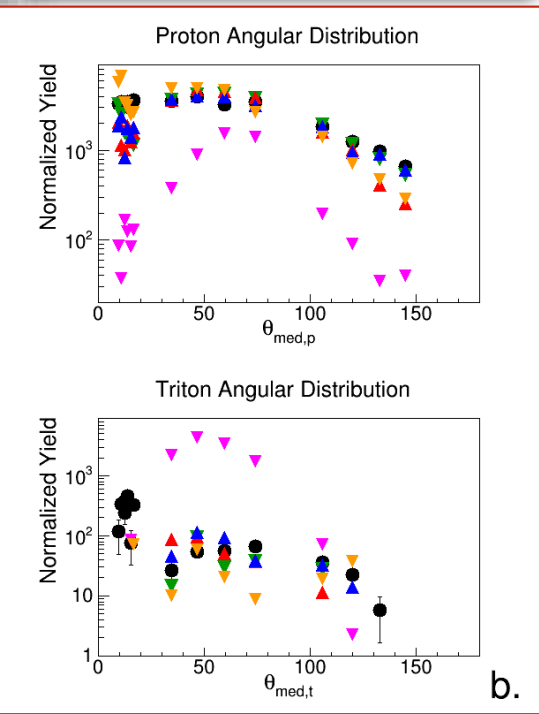 Proton Angular Distribution
Normalized Yield
10³
10²
0 50 100 150
θmed,p
Triton Angular Distribution
Normalized Yield
10³
10²
10
1
0 50 100 150
θmed,t
b.